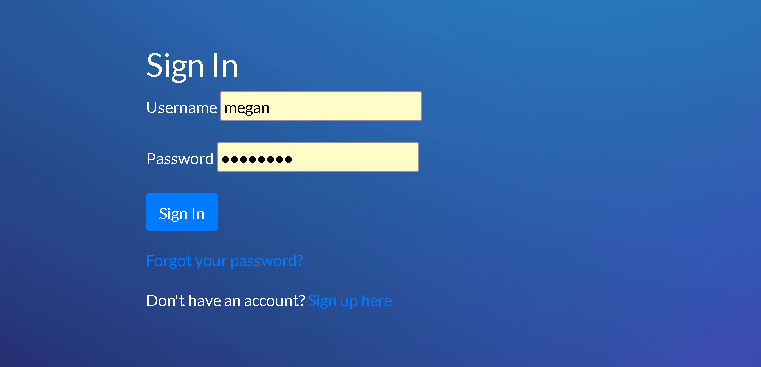 Sign In
Username megan
Password ••••••••
Sign In
Forgot your password?
Don't have an account? Sign up here